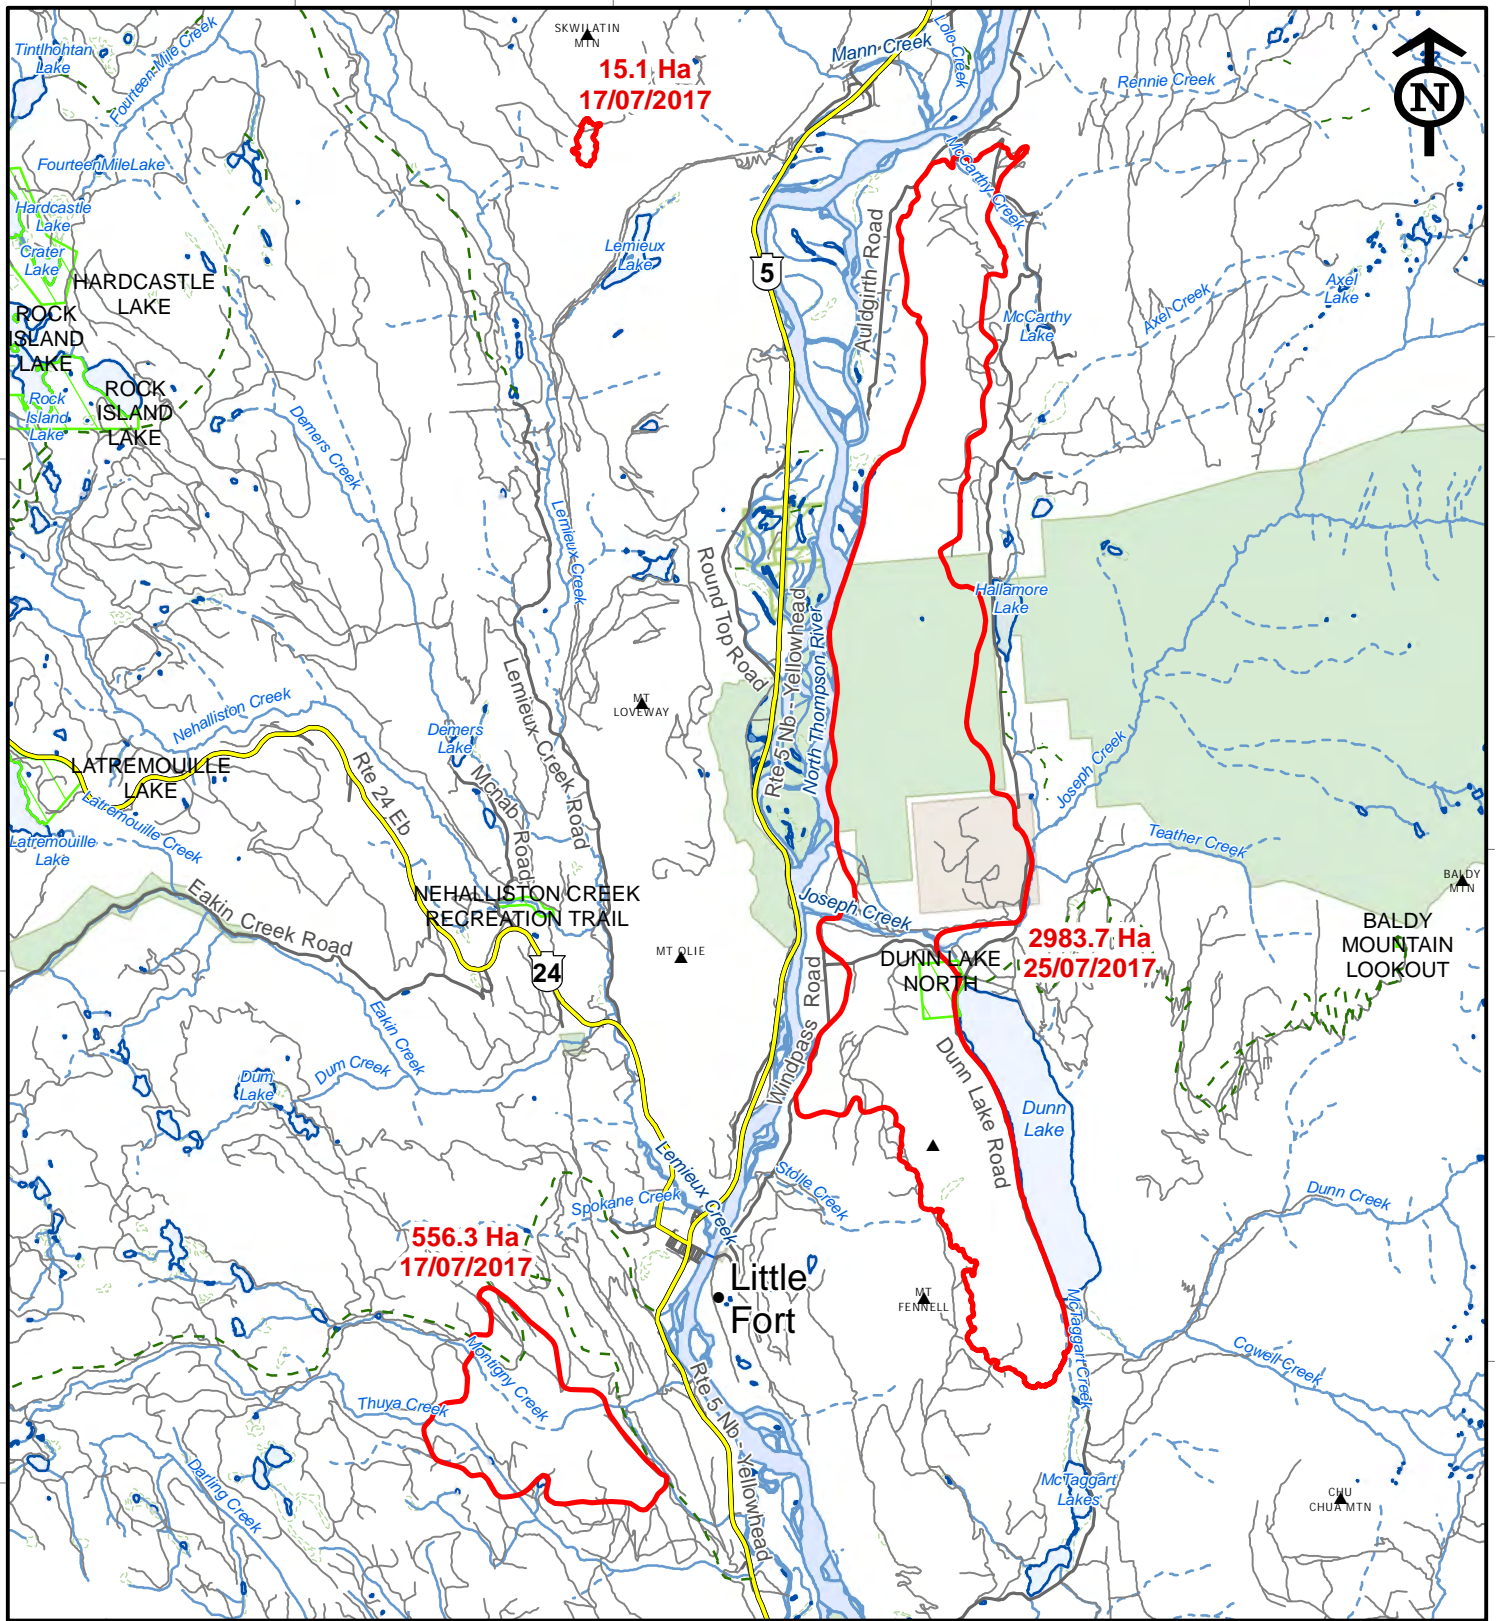 SKWILATIN
MTN
15.1 Ha
17/07/2017
Mann Creek
Lolo Creek
Rennie Creek
N
Tintlhohtan
Lake
Fourteen Mile Creek
FourteenMileLake
Hardcastle
Lake
Crater
Lake
HARDCASTLE
LAKE
ROCK
ISLAND
LAKE
ROCK
ISLAND
LAKE
Rock
Island
Lake
Lemieux
Lake
5
Auldgirth Road
McCarthy Creek
McCarthy
Lake
Axel Creek
Axel
Lake
Demers Creek
Lemieux Creek
Round Top Road
Rte 5 Nb - Yellowhead
North Thompson River
Hallamore
Lake
MT
LOVEWAY
Nehalliston Creek
Demers
Lake
Lemieux Creek Road
Mcnab Road
Rte 24 Eb
LATREMOUILLE
LAKE
Latremouille Creek
Latremouille
Lake
Eakin Creek Road
NEHALLISTON CREEK
RECREATION TRAIL
24
MT OLIE
Joseph Creek
Joseph Creek
Teather Creek
BALDY
MTN
BALDY
MOUNTAIN
LOOKOUT
2983.7 Ha
25/07/2017
DUNN LAKE
NORTH
Windpass Road
Dunn Lake Road
Dunn
Lake
Eakin Creek
Dum Creek
Dum
Lake
Lemieux Creek
Spokane Creek
Stolle Creek
Dunn Creek
556.3 Ha
17/07/2017
Little
Fort
MT
FENNELL
McTaggart Creek
Cowell Creek
Montigny Creek
Thuya Creek
Darling Creek
Rte 5 Nb - Yellowhead
McTaggart
Lakes
CHU
CHUA MTN